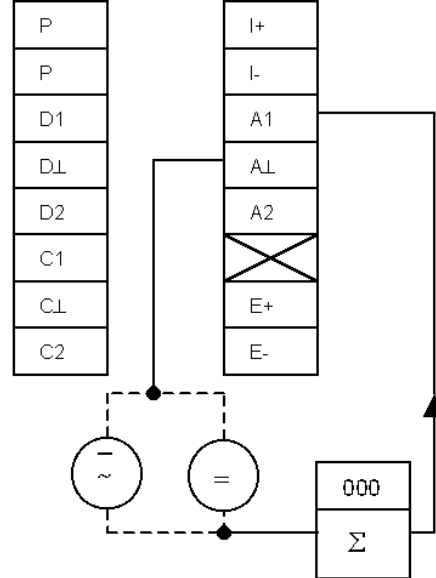 P
P
D1
D⊥
D2
C1
C⊥
C2
I+
I-
A1
A⊥
A2
E+
E-
~
=
000
Σ